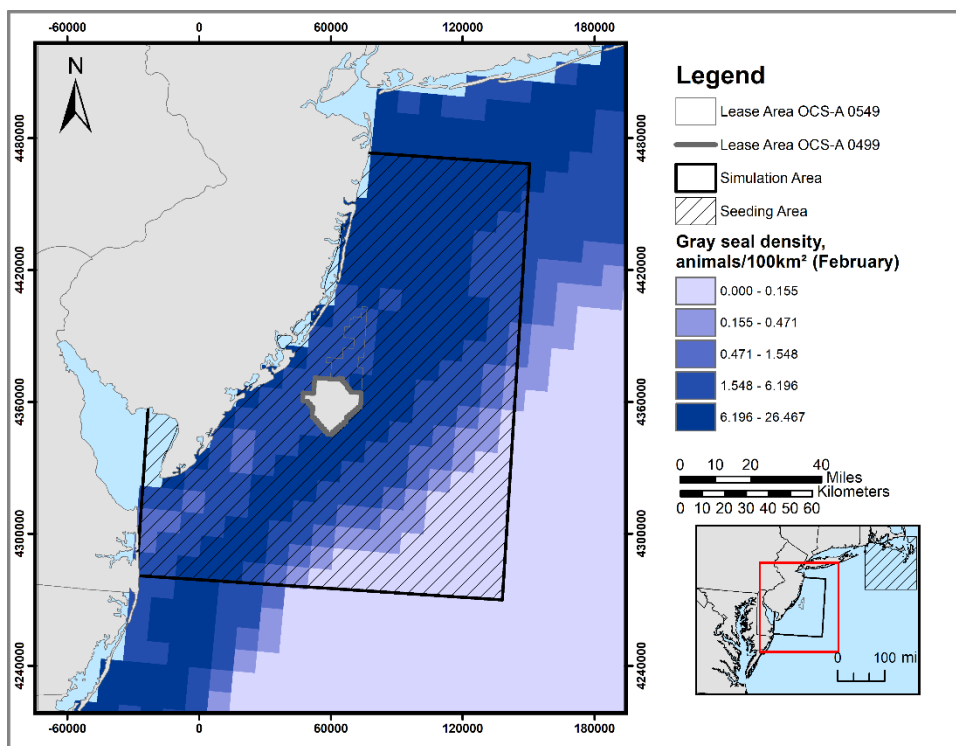 -60000 0 60000 120000 180000
N
4480000 4480000
4420000 4420000
4360000 4360000
4300000 4300000
4240000 4240000
-60000 0 60000 120000 180000
Legend
Lease Area OCS-A 0549
Lease Area OCS-A 0499
Simulation Area
Seeding Area
Gray seal density,
animals/100km² (February)
0.000 - 0.155
0.155 - 0.471
0.471 - 1.548
1.548 - 6.196
6.196 - 26.467
0 10 20 40
Miles
Kilometers
0 10 20 30 40 50 60
0 100 mi